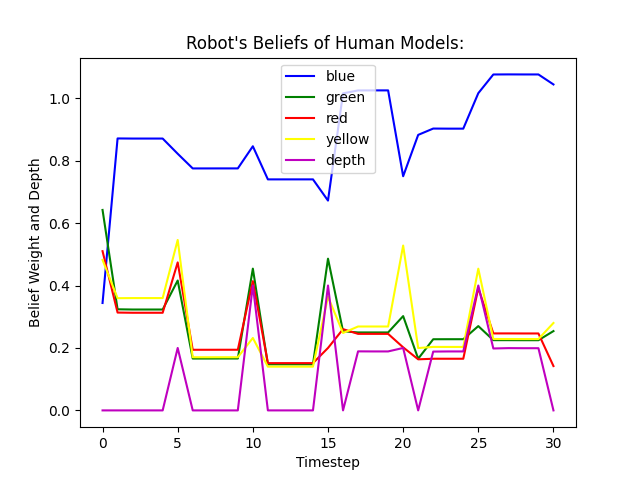 Robot's Beliefs of Human Models:
blue
green
red
yellow
depth
Belief Weight and Depth
1.0
0.8
0.6
0.4
0.2
0.0
0 5 10 15 20 25 30
Timestep